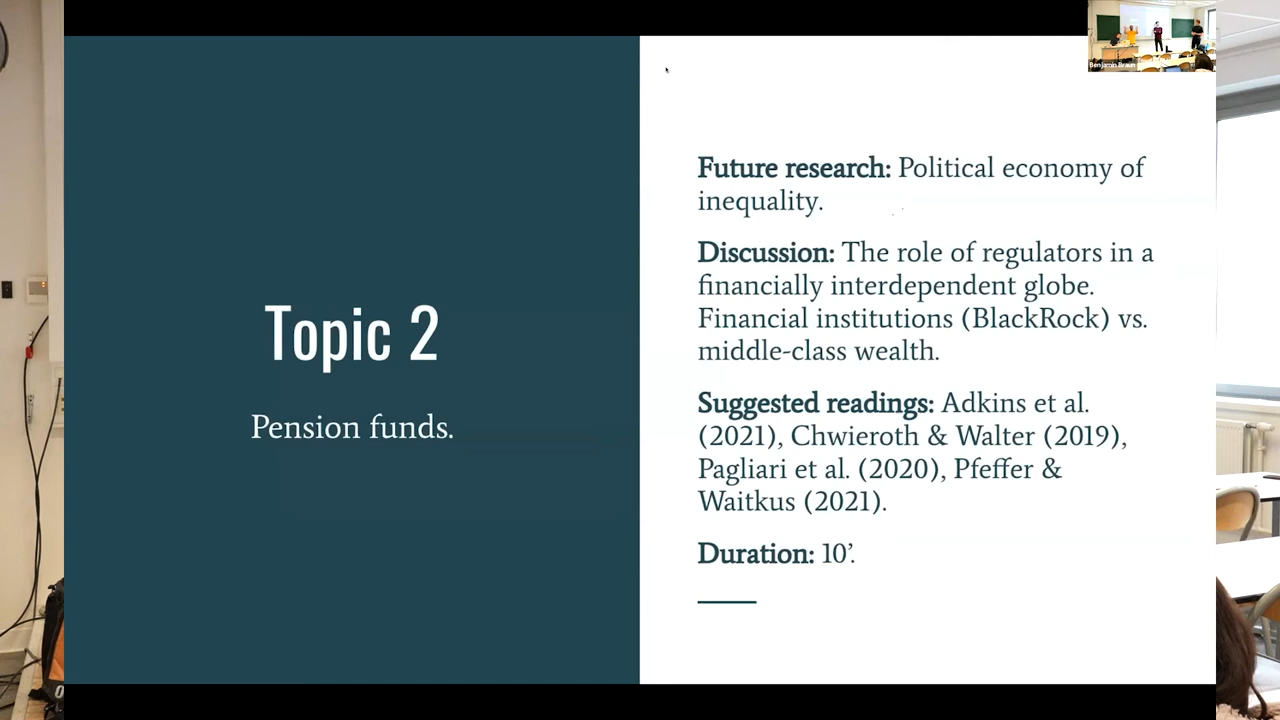 Benjamin Braun
Future research: Political economy of
inequality.
Discussion: The role of regulators in a
financially interdependent globe.
Financial institutions (BlackRock) vs.
middle-class wealth.
Topic 2
Pension funds.
Suggested readings: Adkins et al.
(2021), Chwieroth & Walter (2019),
Pagliari et al. (2020), Pfeffer &
Waitkus (2021).
Duration: 10’.